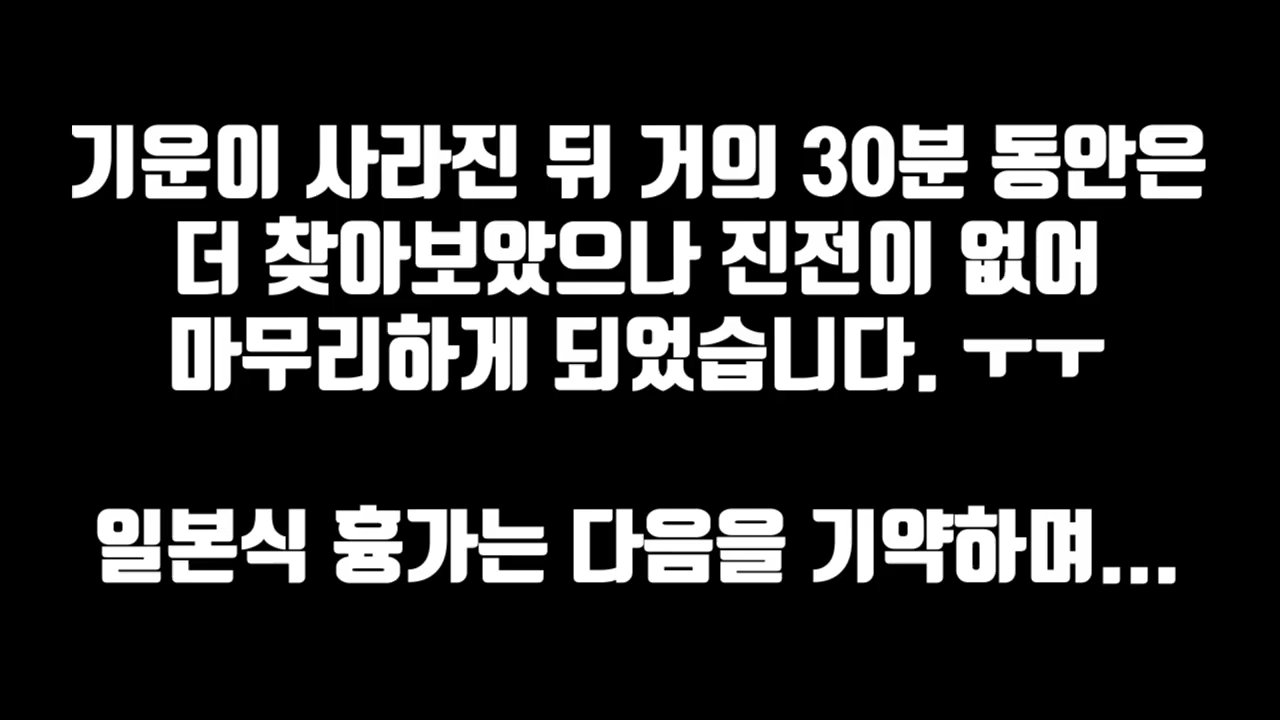 기운이 사라진 뒤 거의 30분 동안은
더 찾아보았으나 진전이 없어
마무리하게 되었습니다. ㅜㅜ
일본식 흉가는 다음을 기약하며...